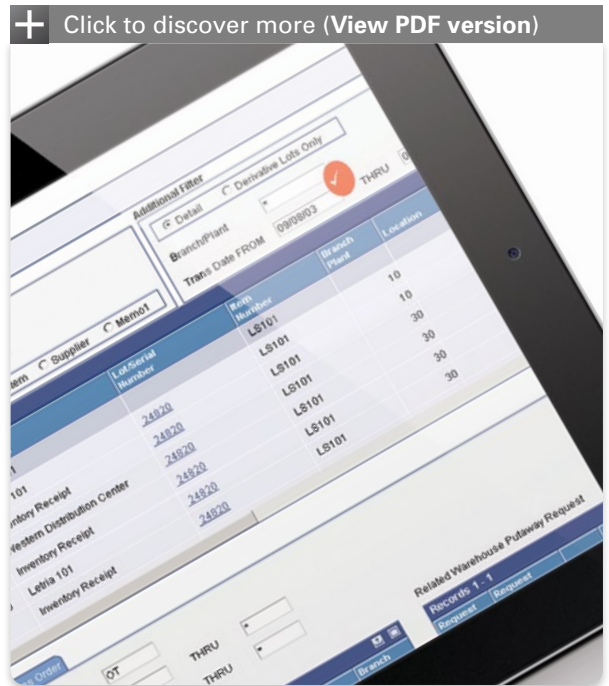 Click to discover more (View PDF version)
Additional Filter
Detail Derivative Lots Only
Branch/Plant * THRU
Trans Date FROM 09/08/03
Supplier Memo1
Lot/Serial Number
Item Number
Branch Plant
Location
24820 LS101 10
24820 LS101 10
24820 LS101 30
24820 LS101 30
24820 LS101 30
24820 LS101 30
Inventory Receipt
Western Distribution Center
Inventory Receipt
Letria 101
Inventory Receipt
Related Warehouse Putaway Request
Records 1 - 1
Request Request
Order
OT THRU *
THRU *
Branch